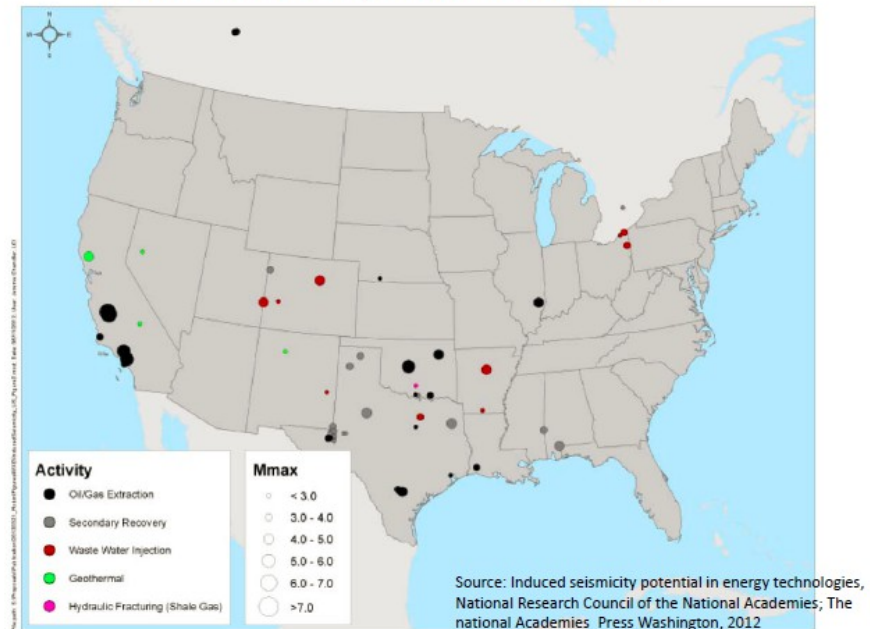 N
W
E
S
Activity
Oil/Gas Extraction
Secondary Recovery
Waste Water Injection
Geothermal
Hydraulic Fracturing (Shale Gas)
Mmax
< 3.0
3.0 - 4.0
4.0 - 5.0
5.0 - 6.0
6.0 - 7.0
>7.0
Source: Induced seismicity potential in energy technologies,
National Research Council of the National Academies; The
national Academies Press Washington, 2012